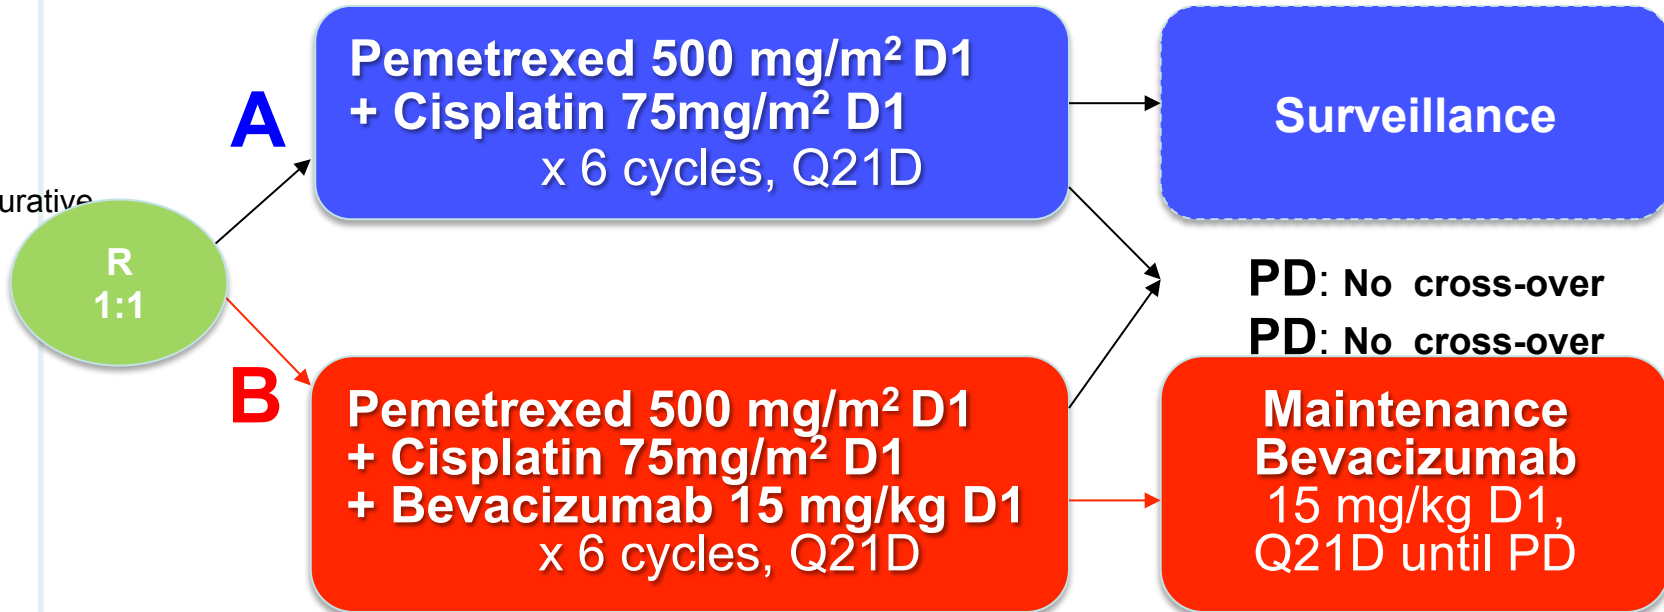 A
Pemetrexed 500 mg/m² D1
+ Cisplatin 75mg/m² D1
x 6 cycles, Q21D
Surveillance
urative
R
1:1
PD: No cross-over
PD: No cross-over
B
Pemetrexed 500 mg/m² D1
+ Cisplatin 75mg/m² D1
+ Bevacizumab 15 mg/kg D1
x 6 cycles, Q21D
Maintenance
Bevacizumab
15 mg/kg D1,
Q21D until PD